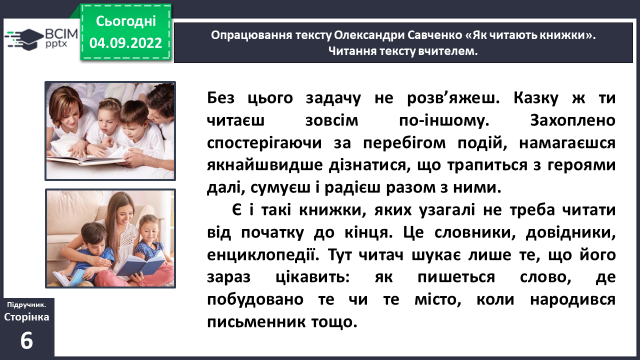 ВСІМ
pptx
Сьогодні
04.09.2022
Опрацювання тексту Олександри Савченко «Як читають книжки».
Читання тексту вчителем.
Без цього задачу не розв’яжеш. Казку ж ти
читаєш зовсім по-іншому. Захоплено
спостерігаючи за перебігом подій, намагаєшся
якнайшвидше дізнатися, що трапиться з героями
далі, сумуєш і радієш разом з ними.
Є і такі книжки, яких узагалі не треба читати
від початку до кінця. Це словники, довідники,
енциклопедії. Тут читач шукає лише те, що його
зараз цікавить: як пишеться слово, де
побудовано те чи те місто, коли народився
письменник тощо.
Підручник.
Сторінка
6